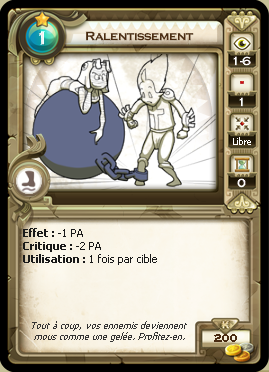 1
RALENTISSEMENT
1-6
1
Libre
0
Effet : -1 PA
Critique : -2 PA
Utilisation : 1 fois par cible
Tout à coup, vos ennemis deviennent
mous comme une gelée. Profitez-en.
K
200